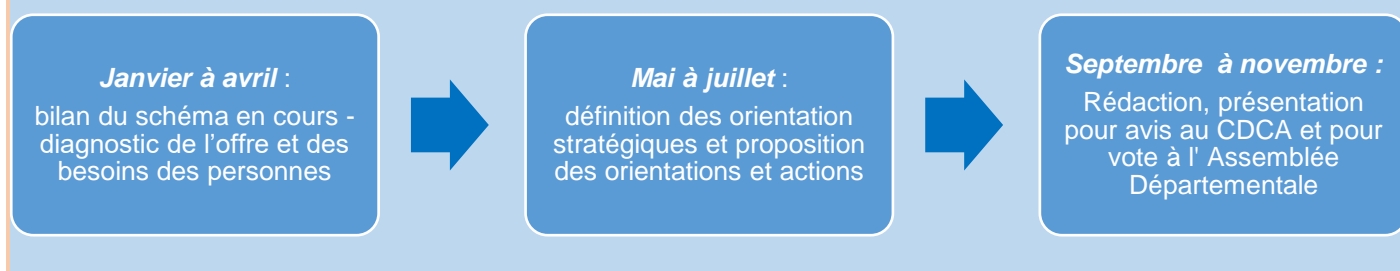 Janvier à avril :
bilan du schéma en cours -
diagnostic de l'offre et des
besoins des personnes
Mai à juillet :
définition des orientation
stratégiques et proposition
des orientations et actions
Septembre à novembre :
Rédaction, présentation
pour avis au CDCA et pour
vote à l' Assemblée
Départementale